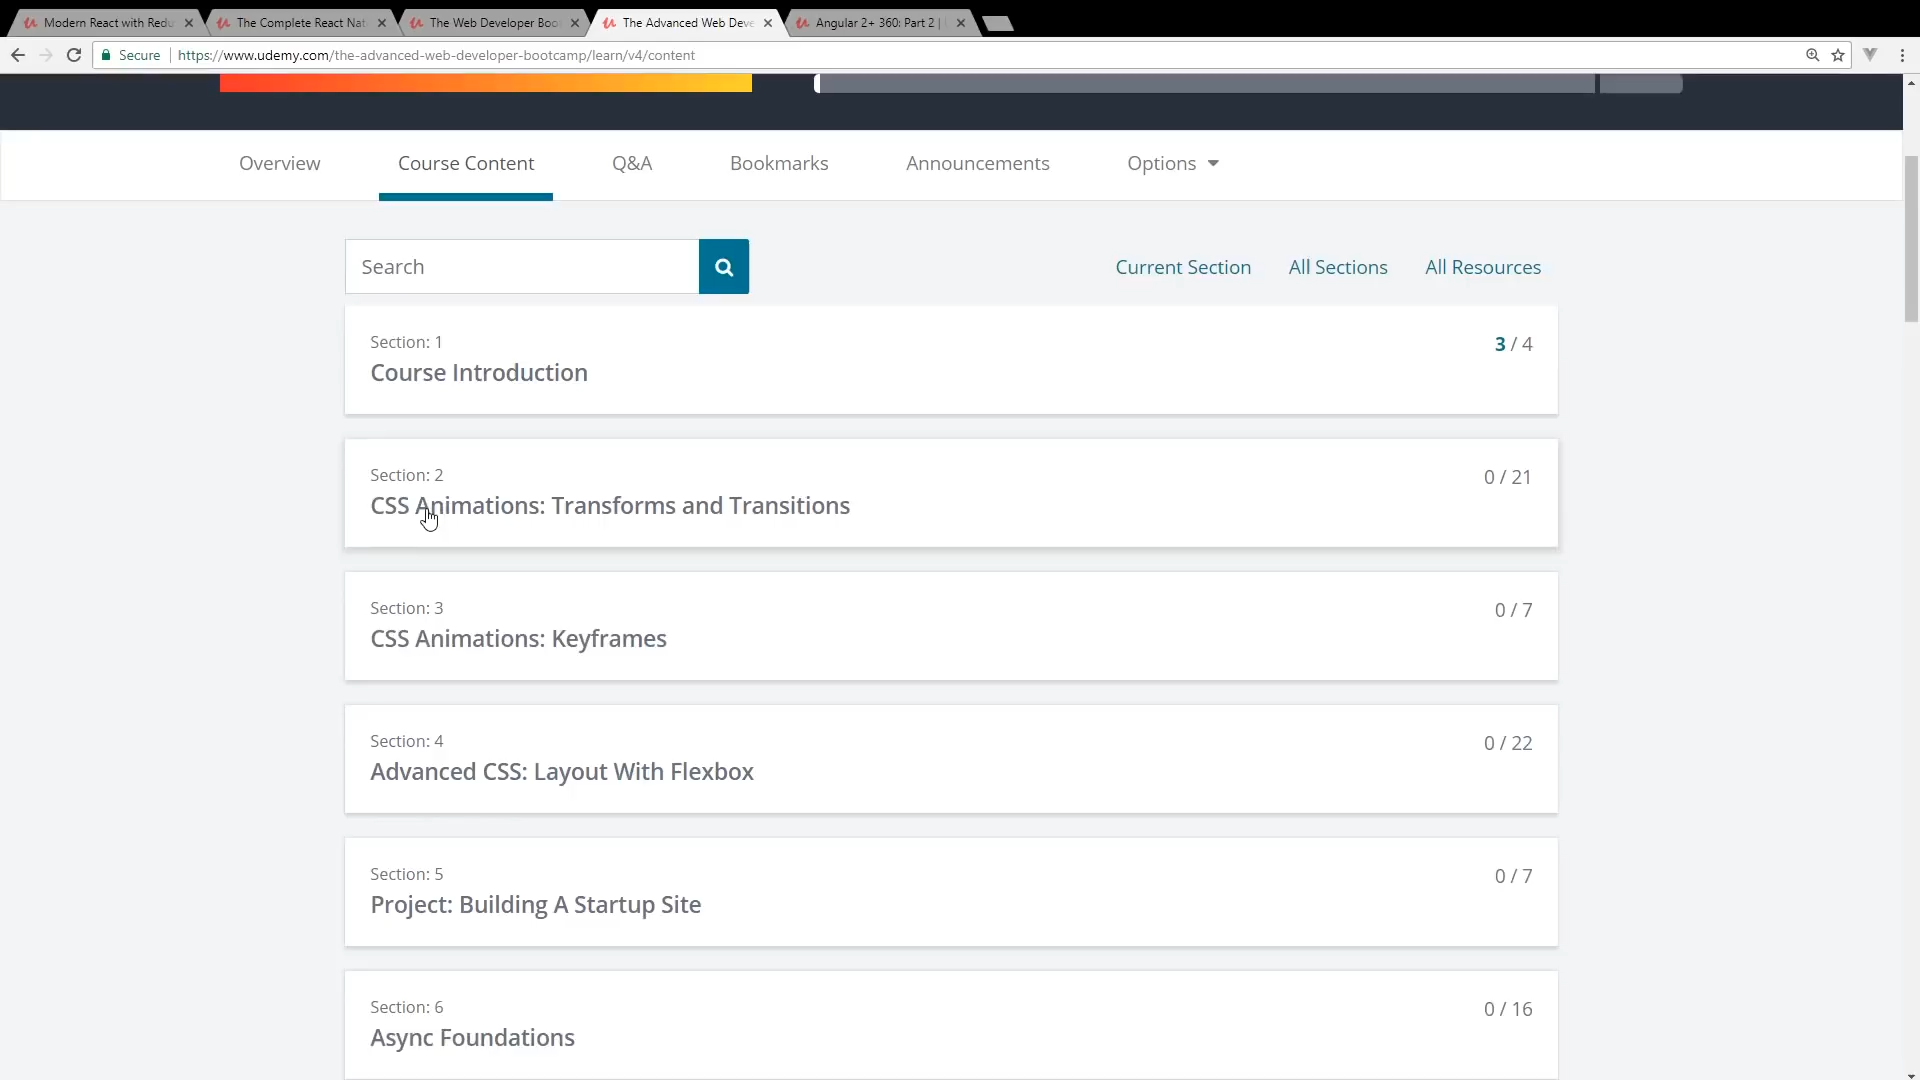 Modern React with Redu
The Complete React Nat
The Web Developer Boo
The Advanced Web Deve
Angular 2+ 360: Part 2 |
Secure
https://www.udemy.com/the-advanced-web-developer-bootcamp/learn/v4/content
Overview
Course Content
Q&A
Bookmarks
Announcements
Options
Search
Current Section
All Sections
All Resources
Section: 1
3 / 4
Course Introduction
Section: 2
0 / 21
CSS Animations: Transforms and Transitions
Section: 3
0 / 7
CSS Animations: Keyframes
Section: 4
0 / 22
Advanced CSS: Layout With Flexbox
Section: 5
0 / 7
Project: Building A Startup Site
Section: 6
0 / 16
Async Foundations